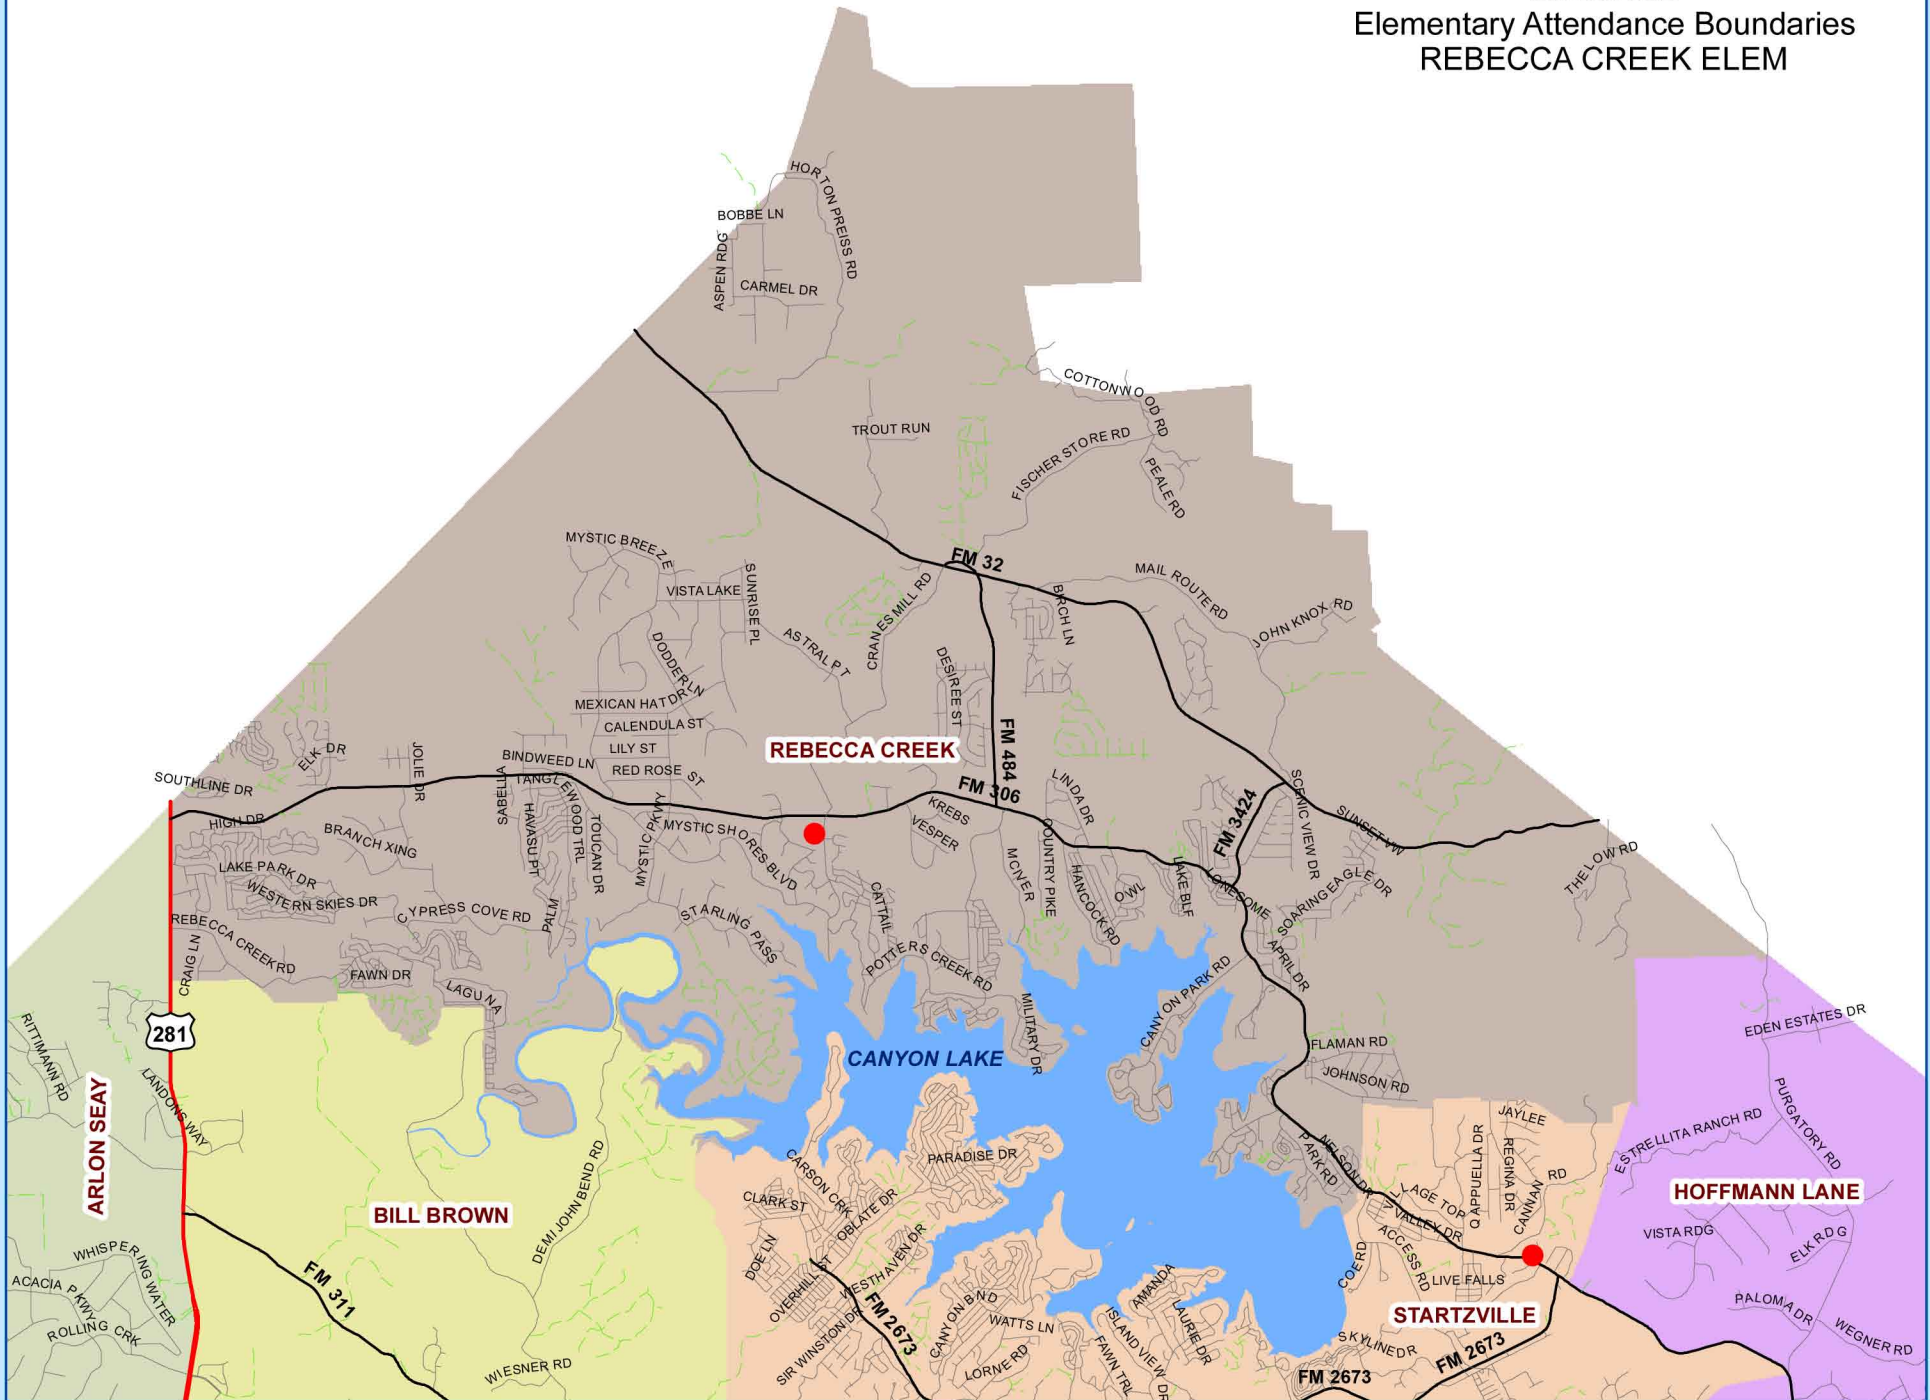 Elementary Attendance Boundaries
REBECCA CREEK ELEM
HORTON PREISS RD
BOBBE LN
ASPEN RDG
CARMEL DR
COTTONWOOD RD
TROUT RUN
FISCHER STORE RD
PEALE RD
MYSTIC BREEZE
FM 32
VISTA LAKE
SUNRISE PL
MAIL ROUTE RD
CRANES MILL RD
BIRCH LN
JOHN KNOX RD
ASTRAL PT
DODDER LN
DESIREE ST
MEXICAN HAT DR
CALENDULA ST
LILY ST
REBECCA CREEK
FM 484
ELK DR
JOLIE DR
BINDWEED LN
RED ROSE ST
SOUTHLINE DR
TANGLEWOOD TRL
SABELLA
FM 306
LINDA DR
SCENIC VIEW DR
HIGH DR
HAVASU PT
TOUCAN DR
MYSTIC PKWY
MYSTIC SHORES BLVD
KREBS
VESPER
FM 3424
SUNSET VW
BRANCH XING
COUNTRY PIKE
THE LOW RD
LAKE PARK DR
MCNER
HANCOCK RD
OWL
LAKE BLF
LONESOME
SOARING EAGLE DR
WESTERN SKIES DR
CYPRESS COVE RD
PALM
STARLING PASS
CATTAIL
REBECCA CREEK RD
CRAIG LN
FAWN DR
LAGUNA
POTTERS CREEK RD
CANYON PARK RD
APRIL DR
MILITARY DR
281
RITTIMANN RD
CANYON LAKE
FLAMAN RD
EDEN ESTATES DR
JOHNSON RD
LANDONS WAY
ARLON SEAY
PURGATORY RD
JAYLEE
ESTRELLITA RANCH RD
DEMI JOHN BEND RD
PARADISE DR
CARSON CRK
NELSON DR
PARK RD
QAPPUELLA DR
REGINA DR
CANNAN RD
CLARK ST
OBLATE DR
LAGE TOP
HOFFMANN LANE
BILL BROWN
VALLEY DR
VISTA RDG
ELK RDG
WHISPERING WATER
DOE LN
WESTHAVEN DR
ACCESS RD
COERD
LIVE FALLS
ACACIA PKWY
FM 311
OVERHILL ST
FM 2673
CANYON BND
AMANDA
LAURIE DR
STARTZVILLE
PALOMA DR
WEGNER RD
ROLLING CRK
WATTS LN
ISLAND VIEW DR
FAWN TRL
SKYLINE DR
FM 2673
WIESNER RD
SIR WINSTON DR
LORNE RD
FM 2673